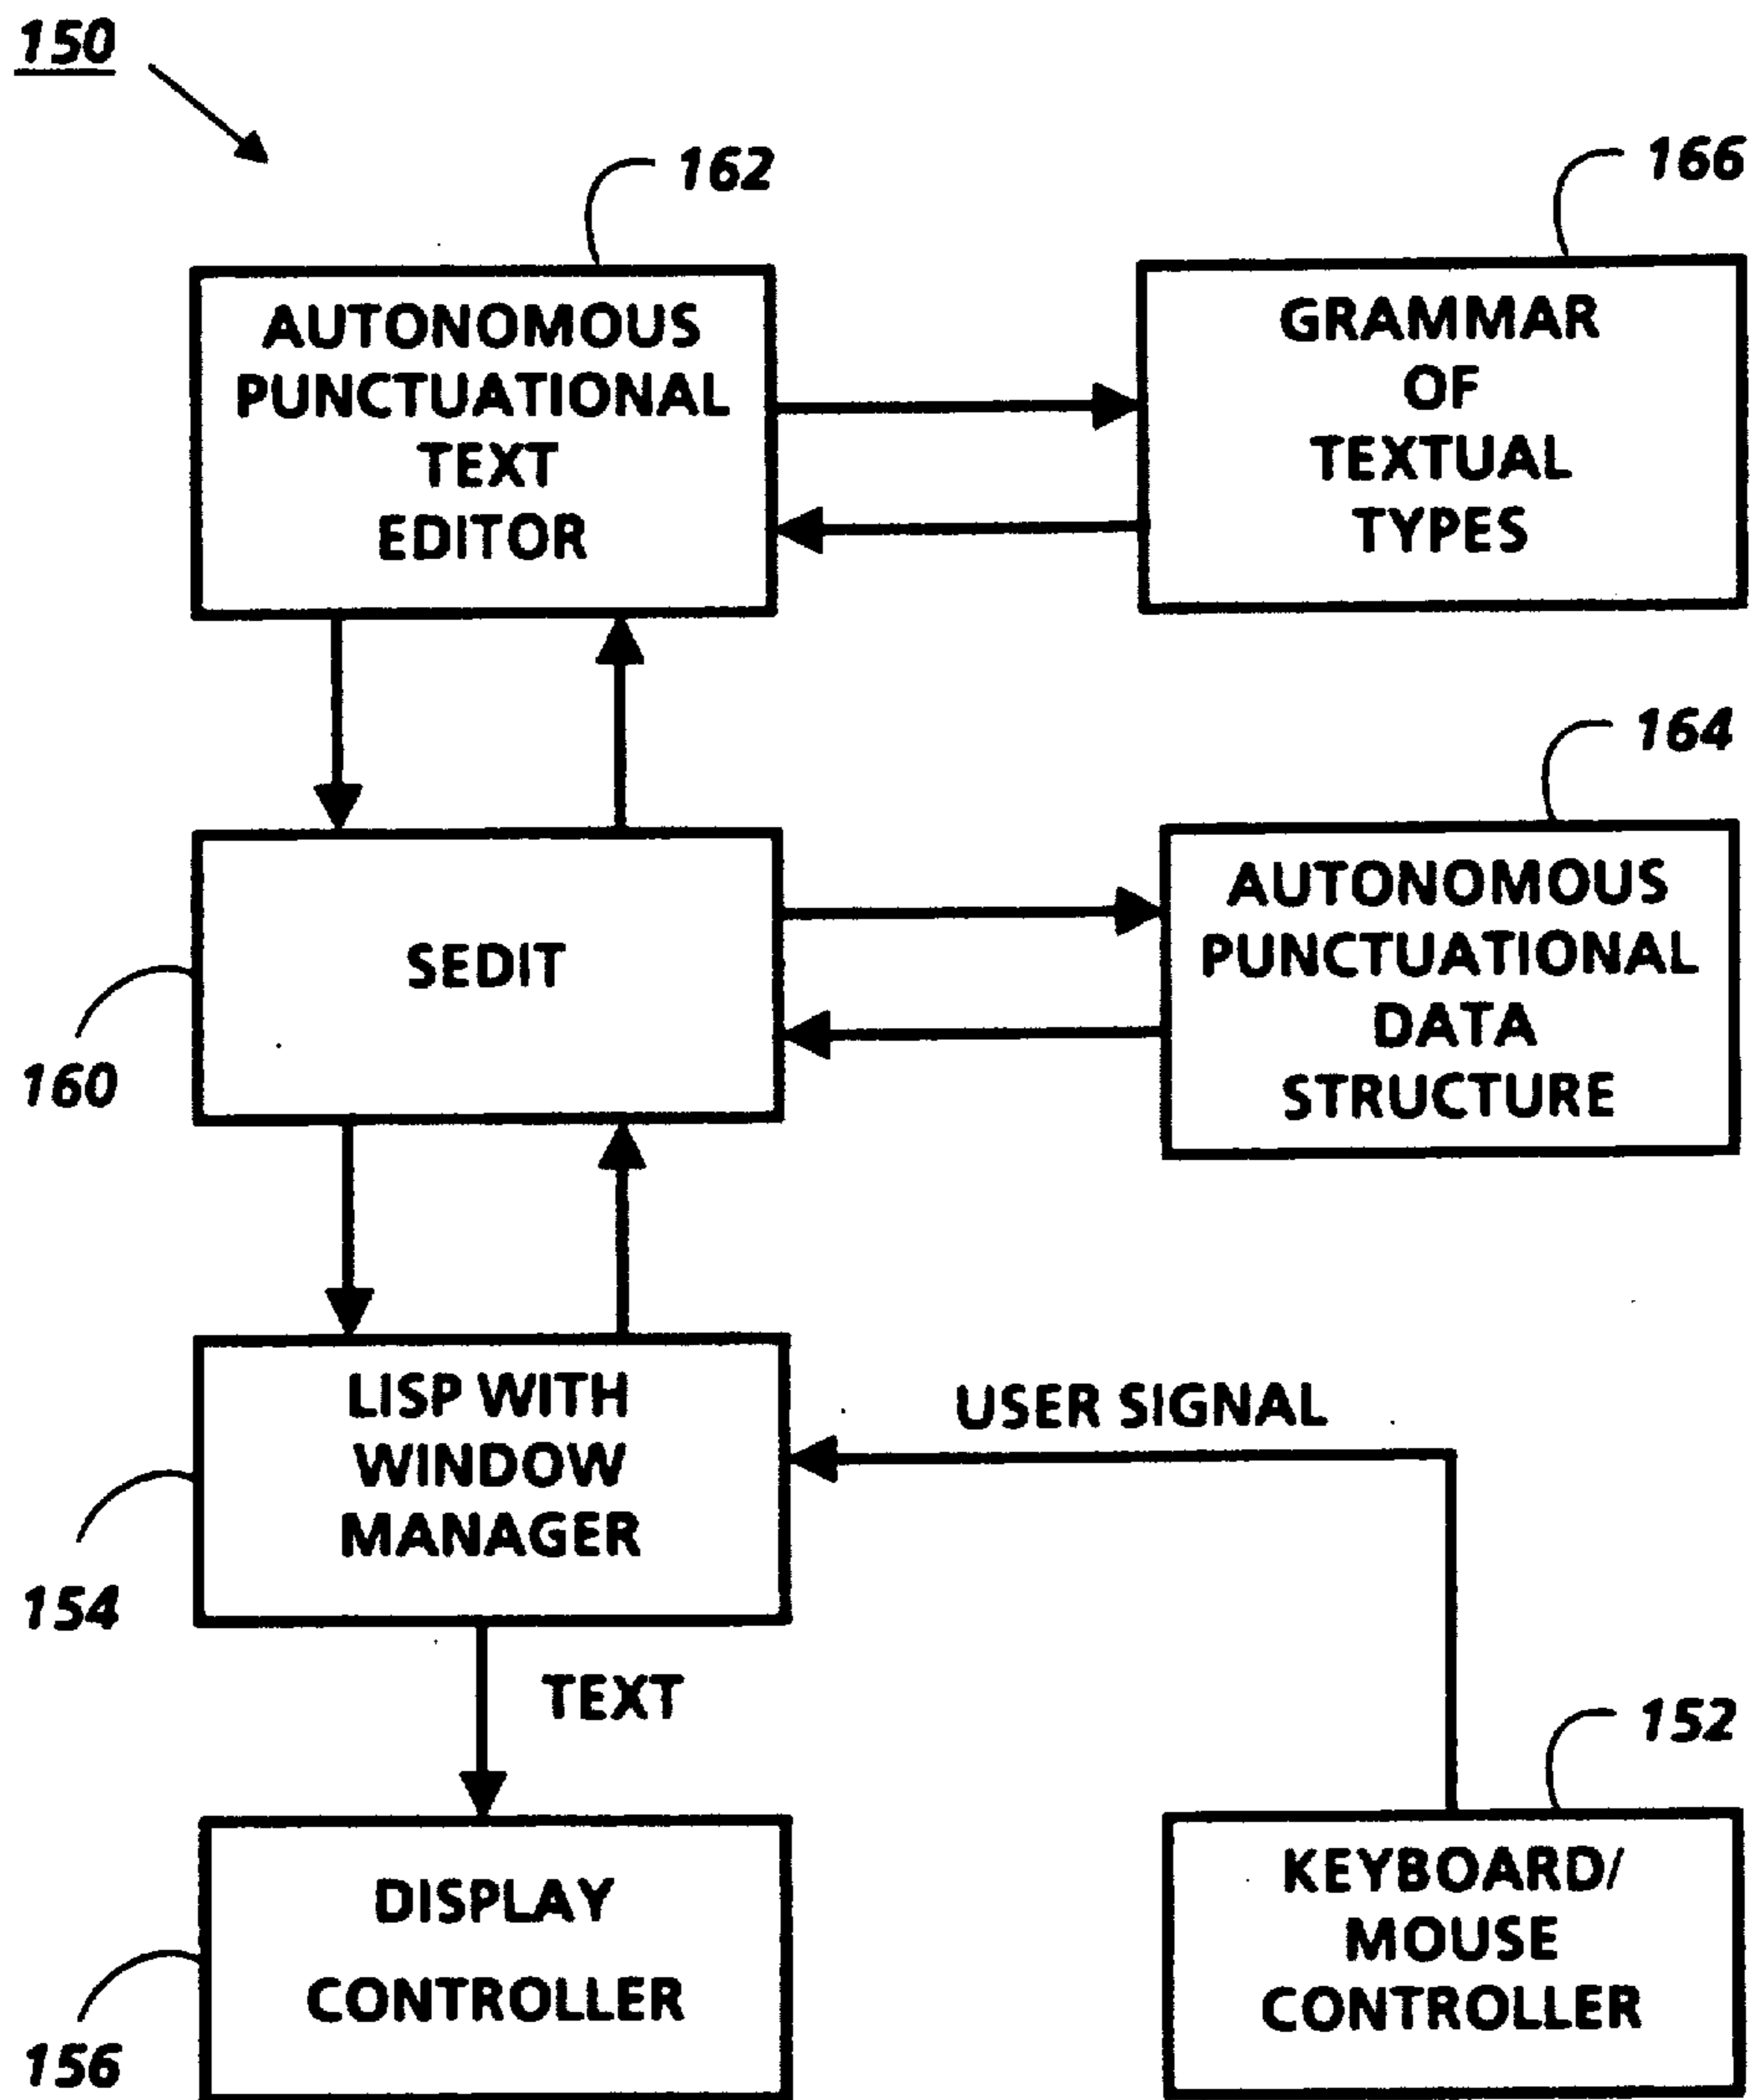 150
162
166
AUTONOMOUS
PUNCTUATIONAL
TEXT
EDITOR
GRAMMAR
OF
TEXTUAL
TYPES
164
SEDIT
160
AUTONOMOUS
PUNCTUATIONAL
DATA
STRUCTURE
LISP WITH
WINDOW
MANAGER
154
USER SIGNAL
TEXT
152
DISPLAY
CONTROLLER
156
KEYBOARD/
MOUSE
CONTROLLER